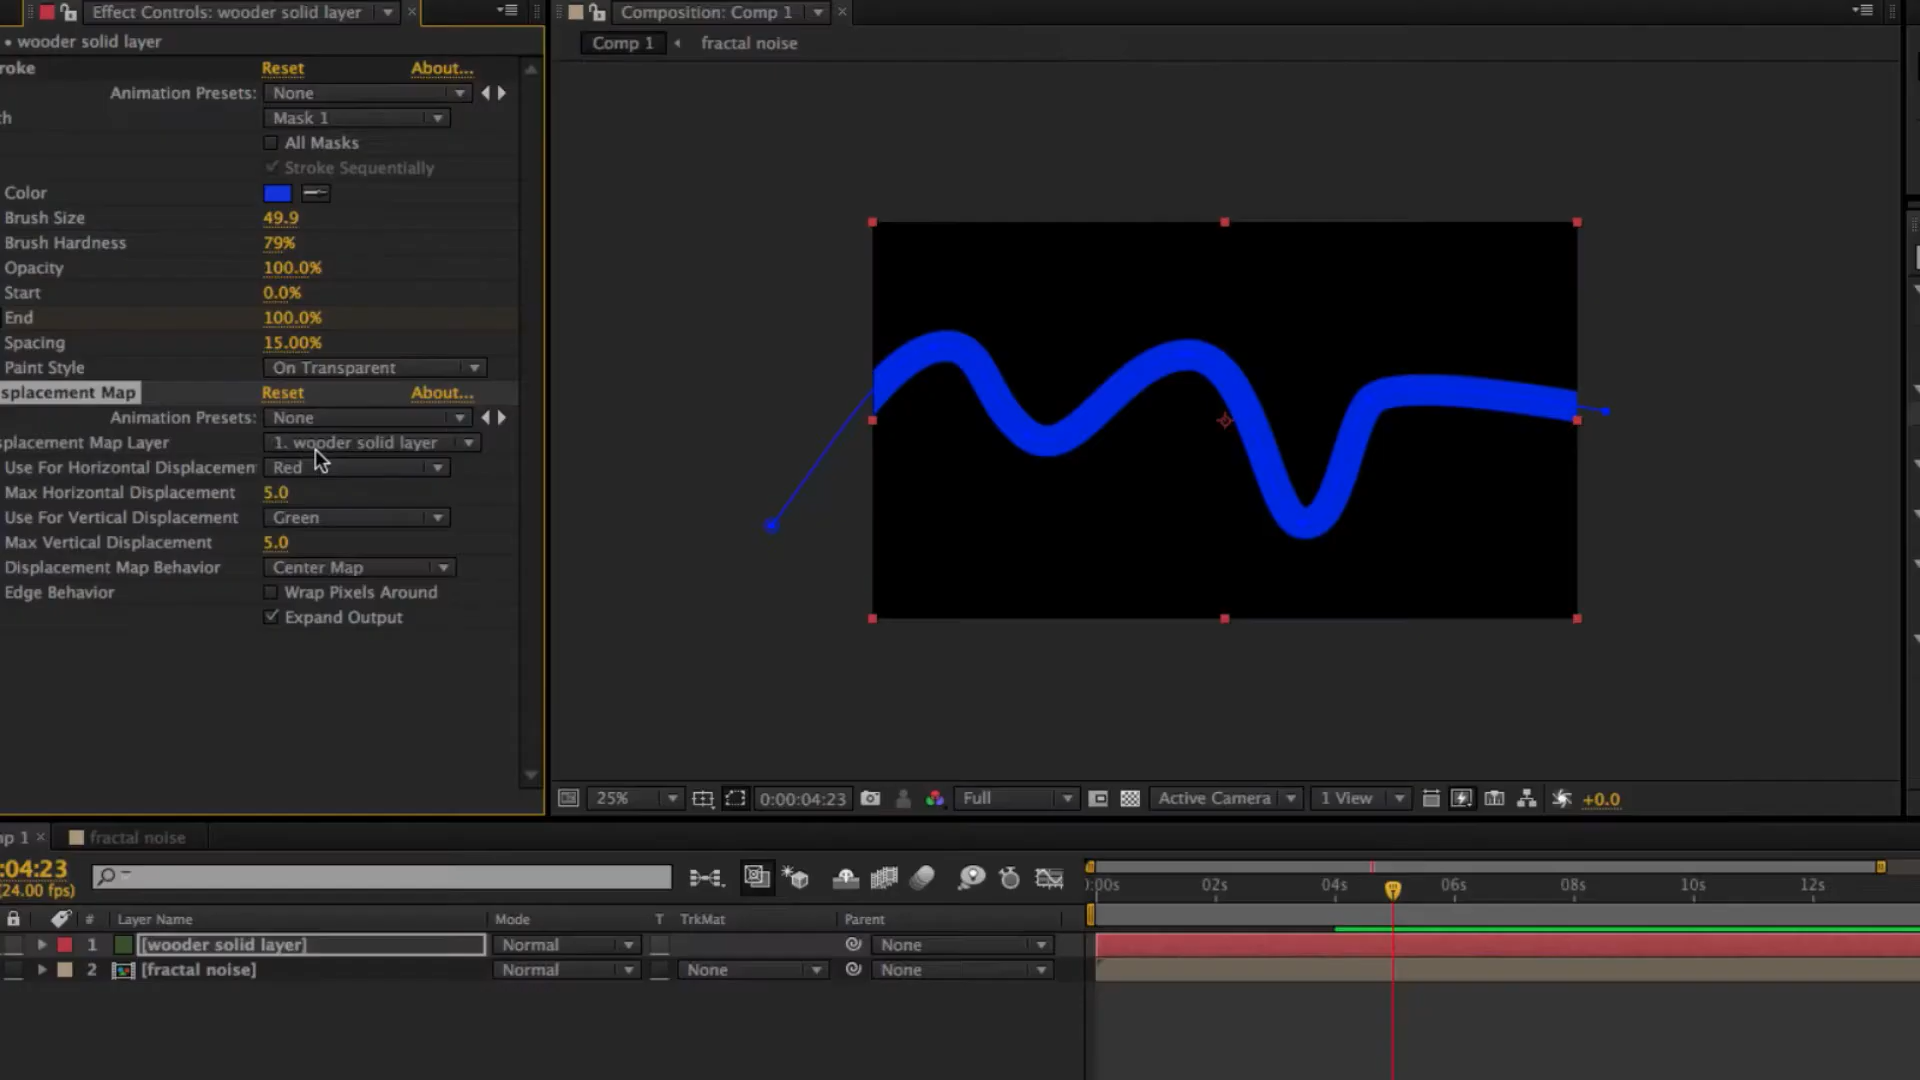 Effect Controls: wooder solid layer
• wooder solid layer
roke Reset About...
Animation Presets: None
th Mask 1
All Masks
Stroke Sequentially
Color
Brush Size 49.9
Brush Hardness 79%
Opacity 100.0%
Start 0.0%
End 100.0%
Spacing 15.00%
Paint Style On Transparent
splacement Map Reset About...
Animation Presets: None
splacement Map Layer 1. wooder solid layer
Use For Horizontal Displacemen Red
Max Horizontal Displacement 5.0
Use For Vertical Displacement Green
Max Vertical Displacement 5.0
Displacement Map Behavior Center Map
Edge Behavior Wrap Pixels Around
Expand Output
Composition: Comp 1
Comp 1 fractal noise
25% 0:00:04:23 Full Active Camera 1 View +0.0
mp 1 fractal noise
:04:23
(24.00 fps)
):00s 02s 04s 06s 08s 10s 12s
# Layer Name Mode T TrkMat Parent
1 [wooder solid layer] Normal None
2 [fractal noise] Normal None None